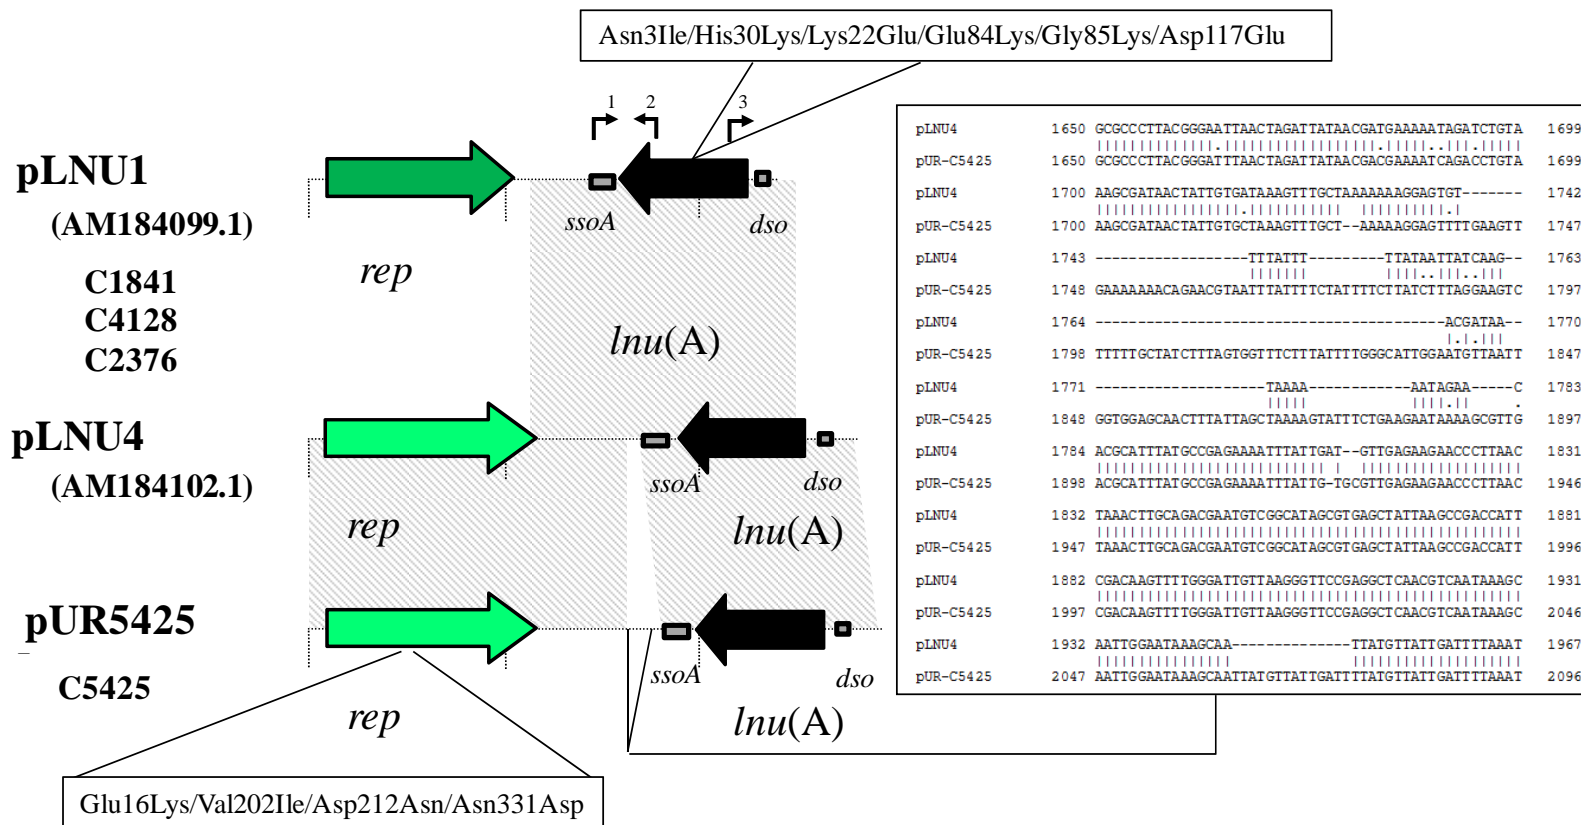 Asn3Ile/His30Lys/Lys22Glu/Glu84Lys/Gly85Lys/Asp117Glu
1 2 3
pLNU1
(AM184099.1)
ssoA
dso
rep
C1841
C4128
C2376
lnu(A)
pLNU4
(AM184102.1)
ssoA
dso
rep
lnu(A)
pUR5425
C5425
ssoA
dso
rep
lnu(A)
Glu16Lys/Val202Ile/Asp212Asn/Asn331Asp
pLNU4 1650 GCGCCCTTACGGGAATTAACTAGATTATAACGATGAAAAATAGATCTGTA 1699
||||||||||||||||.||||||||||||||||.|||||..|||.|||||
pUR-C5425 1650 GCGCCCTTACGGGATTTAACTAGATTATAACGACGAAAATCAGACCTGTA 1699
pLNU4 1700 AAGCGATAACTATTGTGATAAAGTTTGCTAAAAAAAGGAGTGT------- 1742
|||||||||||||||||.||||||||||| ||||||||||.|
pUR-C5425 1700 AAGCGATAACTATTGTGCTAAAGTTTGCT--AAAAAGGAGTTTTGAAGTT 1747
pLNU4 1743 ------------------TTTATTT---------TTATAATTATCAAG-- 1763
||||||| ||||..|||..|||
pUR-C5425 1748 GAAAAAAACAGAACGTAATTTATTTTCTATTTTCTTATCTTTAGGAAGTC 1797
pLNU4 1764 -----------------------------------------ACGATAA-- 1770
|.|.|||
pUR-C5425 1798 TTTTTGCTATCTTTAGTGGTTTCTTTATTTTGGGCATTGGAATGTTAATT 1847
pLNU4 1771 --------------------TAAAA------------AATAGAA-----C 1783
||||| ||||.|| .
pUR-C5425 1848 GGTGGAGCAACTTTATTAGCTAAAAGTATTTCTGAAGAATAAAAGCGTTG 1897
pLNU4 1784 ACGCATTTATGCCGAGAAAATTTATTGAT--GTTGAGAAGAACCCTTAAC 1831
||||||||||||||||||||||||||| | |||||||||||||||||||
pUR-C5425 1898 ACGCATTTATGCCGAGAAAATTTATTG-TGCGTTGAGAAGAACCCTTAAC 1946
pLNU4 1832 TAAACTTGCAGACGAATGTCGGCATAGCGTGAGCTATTAAGCCGACCATT 1881
||||||||||||||||||||||||||||||||||||||||||||||||||
pUR-C5425 1947 TAAACTTGCAGACGAATGTCGGCATAGCGTGAGCTATTAAGCCGACCATT 1996
pLNU4 1882 CGACAAGTTTTGGGATTGTTAAGGGTTCCGAGGCTCAACGTCAATAAAGC 1931
||||||||||||||||||||||||||||||||||||||||||||||||||
pUR-C5425 1997 CGACAAGTTTTGGGATTGTTAAGGGTTCCGAGGCTCAACGTCAATAAAGC 2046
pLNU4 1932 AATTGGAATAAAGCAA--------------TTATGTTATTGATTTTAAAT 1967
|||||||||||||||| ||||||||||||||||||||
pUR-C5425 2047 AATTGGAATAAAGCAATTATGTTATTGATTTTATGTTATTGATTTTAAAT 2096